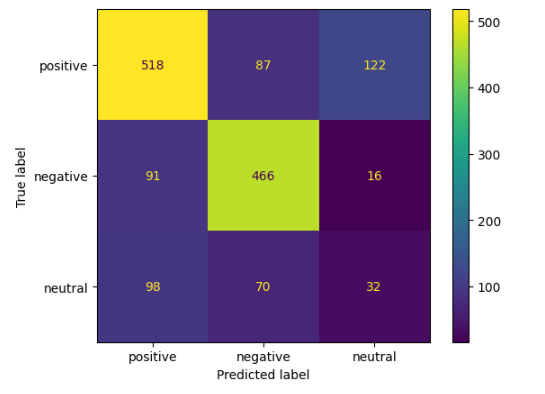 positive 518 87 122
negative 91 466 16
neutral 98 70 32
positive negative neutral
Predicted label
True label
500
400
300
200
100